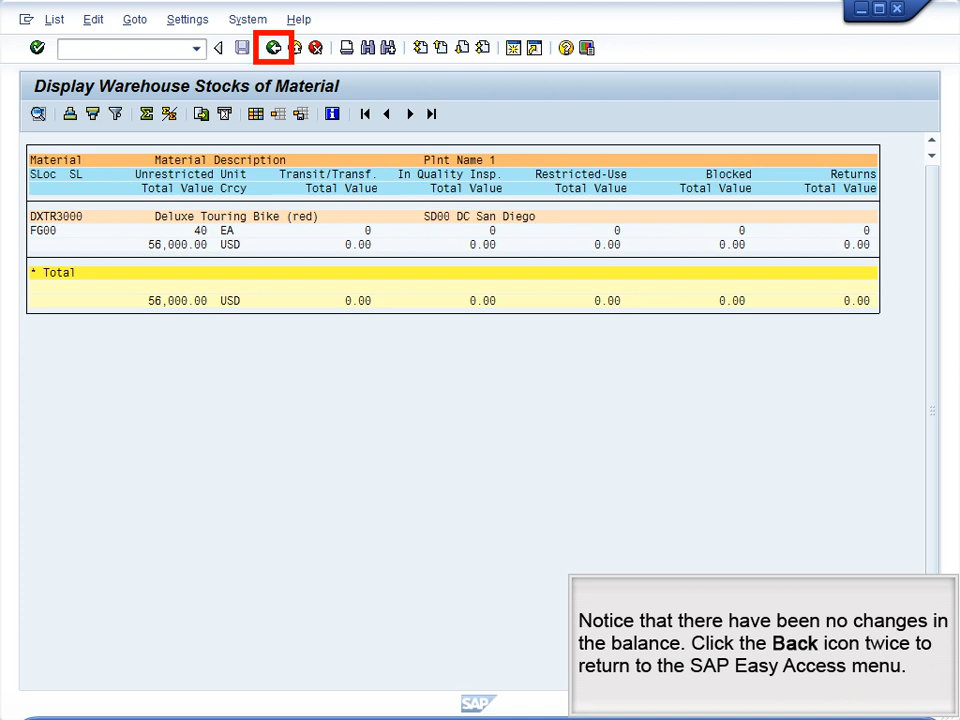 List Edit Goto Settings System Help
Display Warehouse Stocks of Material
Material Material Description Plnt Name 1
SLoc SL Unrestricted Unit Transit/Transf. In Quality Insp. Restricted-Use Blocked Returns
Total Value Crcy Total Value Total Value Total Value Total Value Total Value
DXTR3000 Deluxe Touring Bike (red) SD00 DC San Diego
FG00 40 EA 0 0 0 0 0
56,000.00 USD 0.00 0.00 0.00 0.00 0.00
* Total
56,000.00 USD 0.00 0.00 0.00 0.00 0.00
Notice that there have been no changes in
the balance. Click the Back icon twice to
return to the SAP Easy Access menu.
SAP